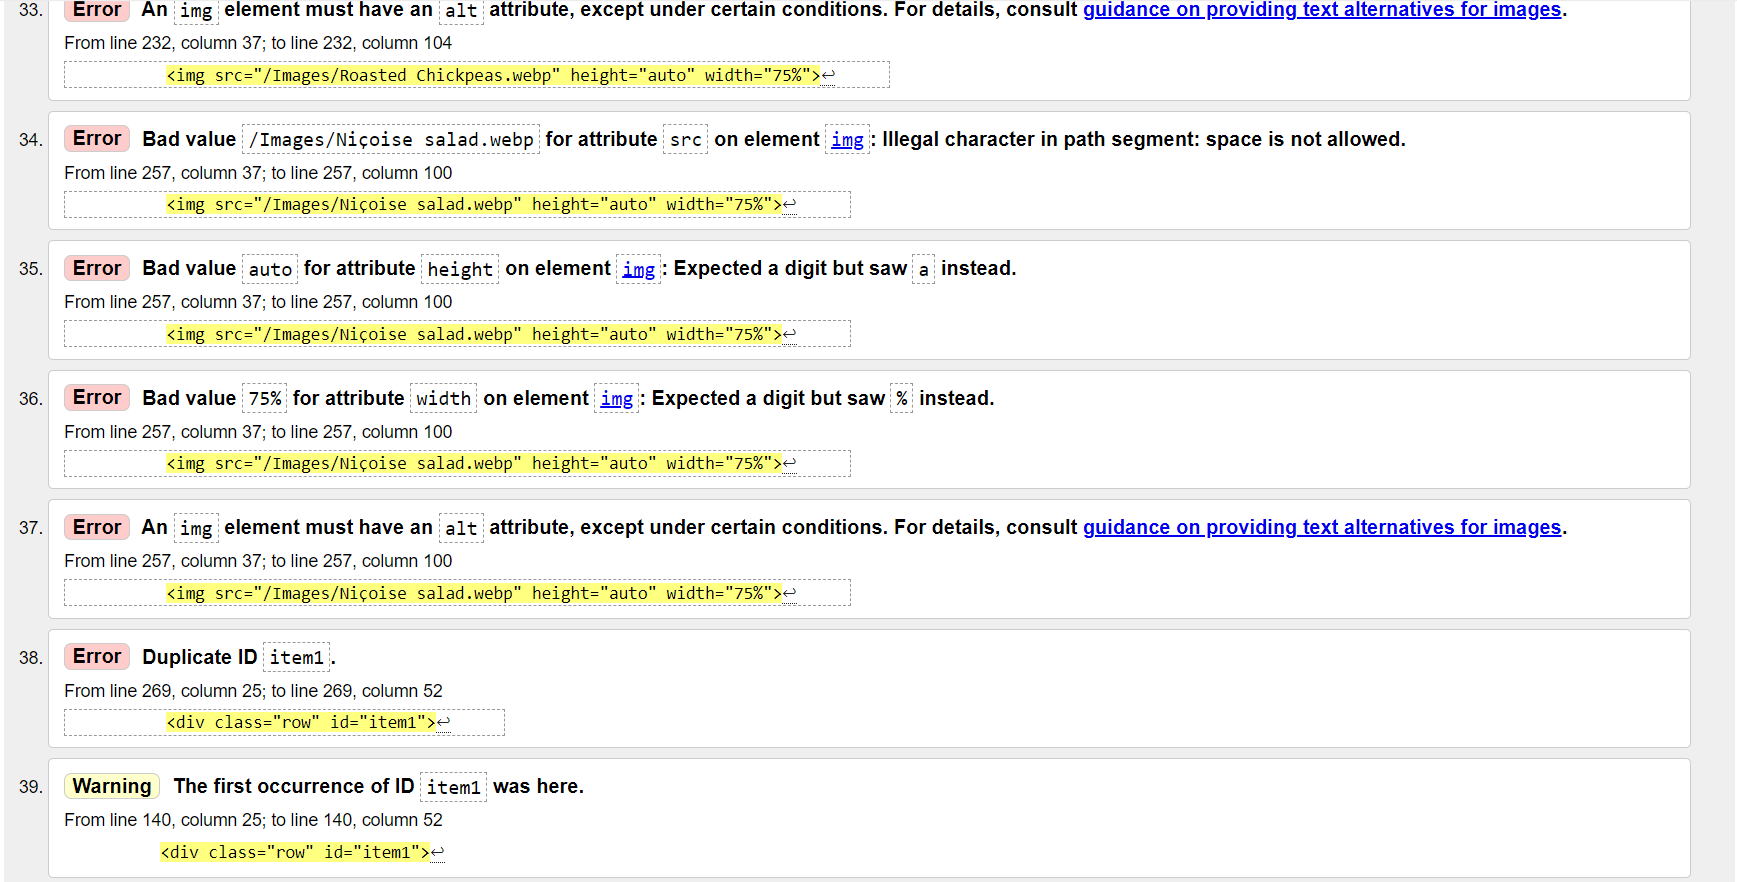 33. Error An img element must have an alt attribute, except under certain conditions. For details, consult guidance on providing text alternatives for images.
From line 232, column 37; to line 232, column 104
<img src="/Images/Roasted Chickpeas.webp" height="auto" width="75%">↩
34. Error Bad value /Images/Niçoise salad.webp for attribute src on element img: Illegal character in path segment: space is not allowed.
From line 257, column 37; to line 257, column 100
<img src="/Images/Niçoise salad.webp" height="auto" width="75%">↩
35. Error Bad value auto for attribute height on element img: Expected a digit but saw a instead.
From line 257, column 37; to line 257, column 100
<img src="/Images/Niçoise salad.webp" height="auto" width="75%">↩
36. Error Bad value 75% for attribute width on element img: Expected a digit but saw % instead.
From line 257, column 37; to line 257, column 100
<img src="/Images/Niçoise salad.webp" height="auto" width="75%">↩
37. Error An img element must have an alt attribute, except under certain conditions. For details, consult guidance on providing text alternatives for images.
From line 257, column 37; to line 257, column 100
<img src="/Images/Niçoise salad.webp" height="auto" width="75%">↩
38. Error Duplicate ID item1.
From line 269, column 25; to line 269, column 52
<div class="row" id="item1">↩
39. Warning The first occurrence of ID item1 was here.
From line 140, column 25; to line 140, column 52
<div class="row" id="item1">↩